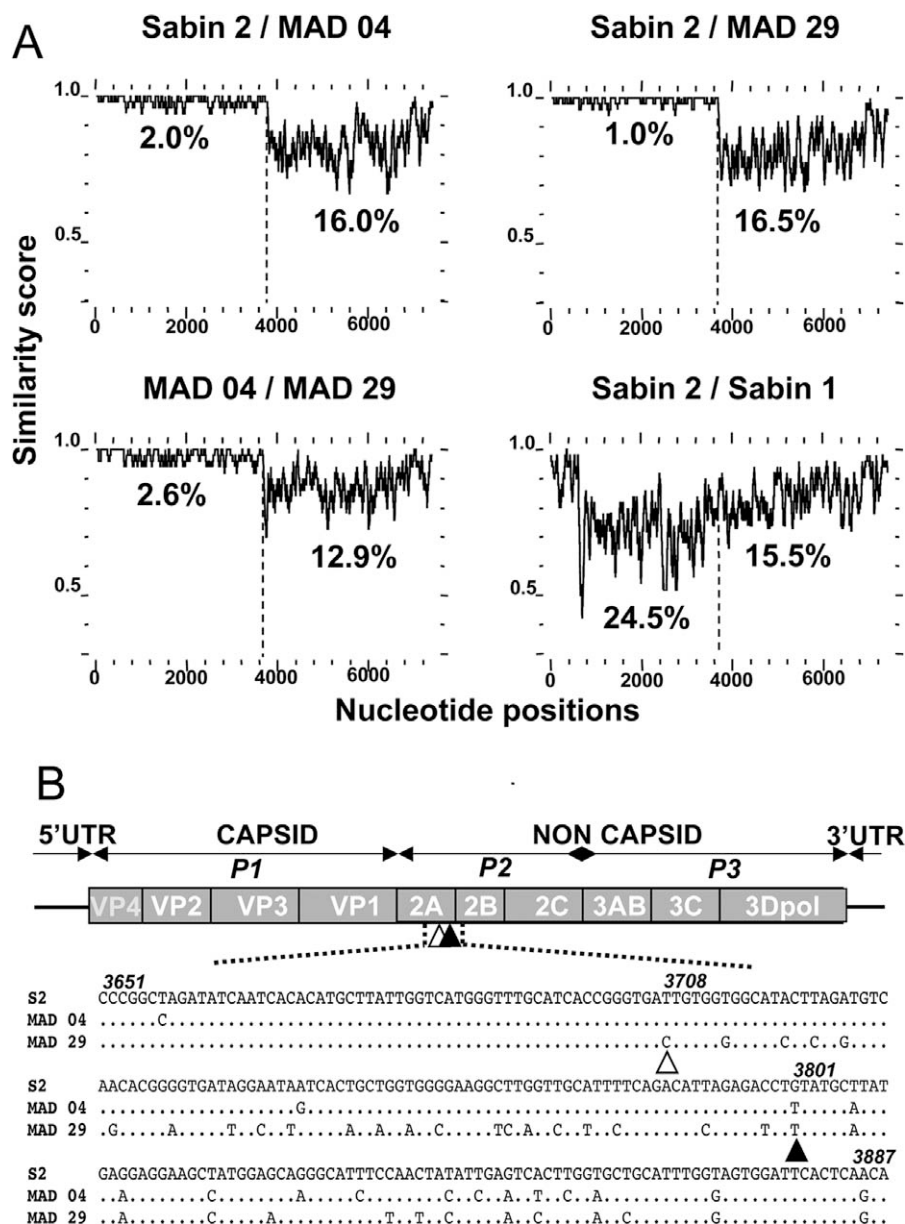 A
Sabin 2 / MAD 04
Sabin 2 / MAD 29
1.0
2.0%
16.0%
0.5
0
2000
4000
6000
1.0
1.0%
16.5%
0.5
0
2000
4000
6000
Similarity score
MAD 04 / MAD 29
Sabin 2 / Sabin 1
1.0
2.6%
12.9%
0.5
0
2000
4000
6000
1.0
15.5%
24.5%
0.5
0
2000
4000
6000
Nucleotide positions
B
5'UTR CAPSID NON CAPSID 3'UTR
P1 P2 P3
VP4 VP2 VP3 VP1 2A 2B 2C 3AB 3C 3Dpol
3651 3708
S2 CCCGGCTAGATATCAATCACACATGCTTATTGGTCATGGGTTTGCATCACCGGGTGATTGTGGTGGCATACTTAGATGTC
MAD 04 ......C.........................................................................
MAD 29 .........................................................C.....G.....C..C..G....
3801
S2 AACACGGGGTGATAGGAATAATCACTGCTGGTGGGGAAGGCTTGGTTGCATTTTCAGACATTAGAGACCTGTATGCTTAT
MAD 04 ....................G.................................................T.....A...
MAD 29 .G.....A.....T..C..T.....A..A..A..C.....TC.A..C..T..C........C.....T..T.....A...
3887
S2 GAGGAGGAAGCTATGGAGCAGGGCATTTCCAACTATATTGAGTCACTTGGTGCTGCATTTGGTAGTGGATTCACTCAACA
MAD 04 ..A........C........A.....C........C..C..A..T..C..A...........G..............G..
MAD 29 ..A........C.....A...........T..T..C.....A.....C..A..C........G..............G..